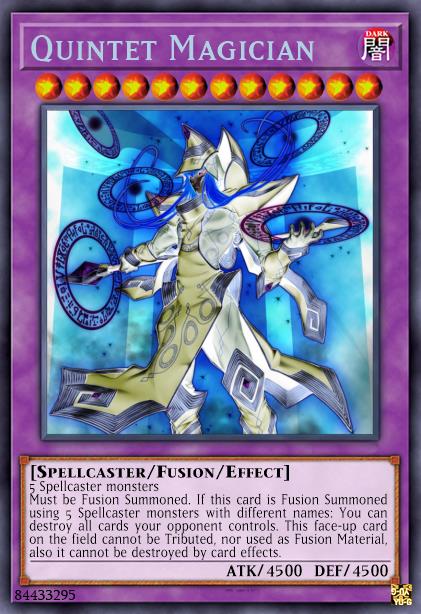 QUINTET MAGICIAN
DARK
闇
[SPELLCASTER/FUSION/EFFECT]
5 Spellcaster monsters
Must be Fusion Summoned. If this card is Fusion Summoned
using 5 Spellcaster monsters with different names: You can
destroy all cards your opponent controls. This face-up card
on the field cannot be Tributed, nor used as Fusion Material,
also it cannot be destroyed by card effects.
ATK/4500 DEF/4500
84433295